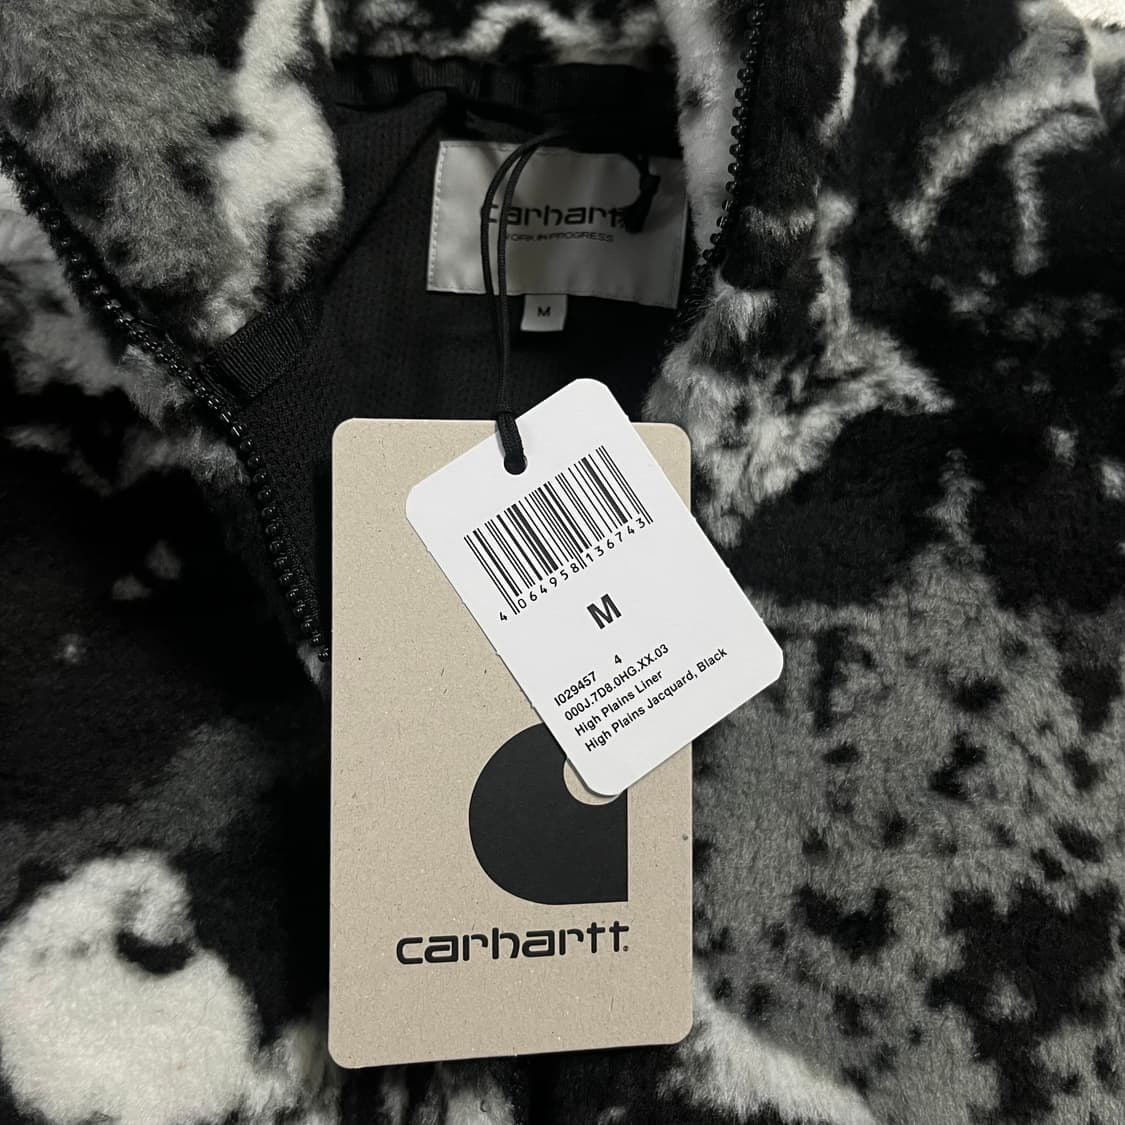 carhartt
WORK IN PROGRESS
M
4 064958 136743
M
I029457 4
000J.7D8.0HG.XX.03
High Plains Liner
High Plains Jacquard, Black
carhartt®